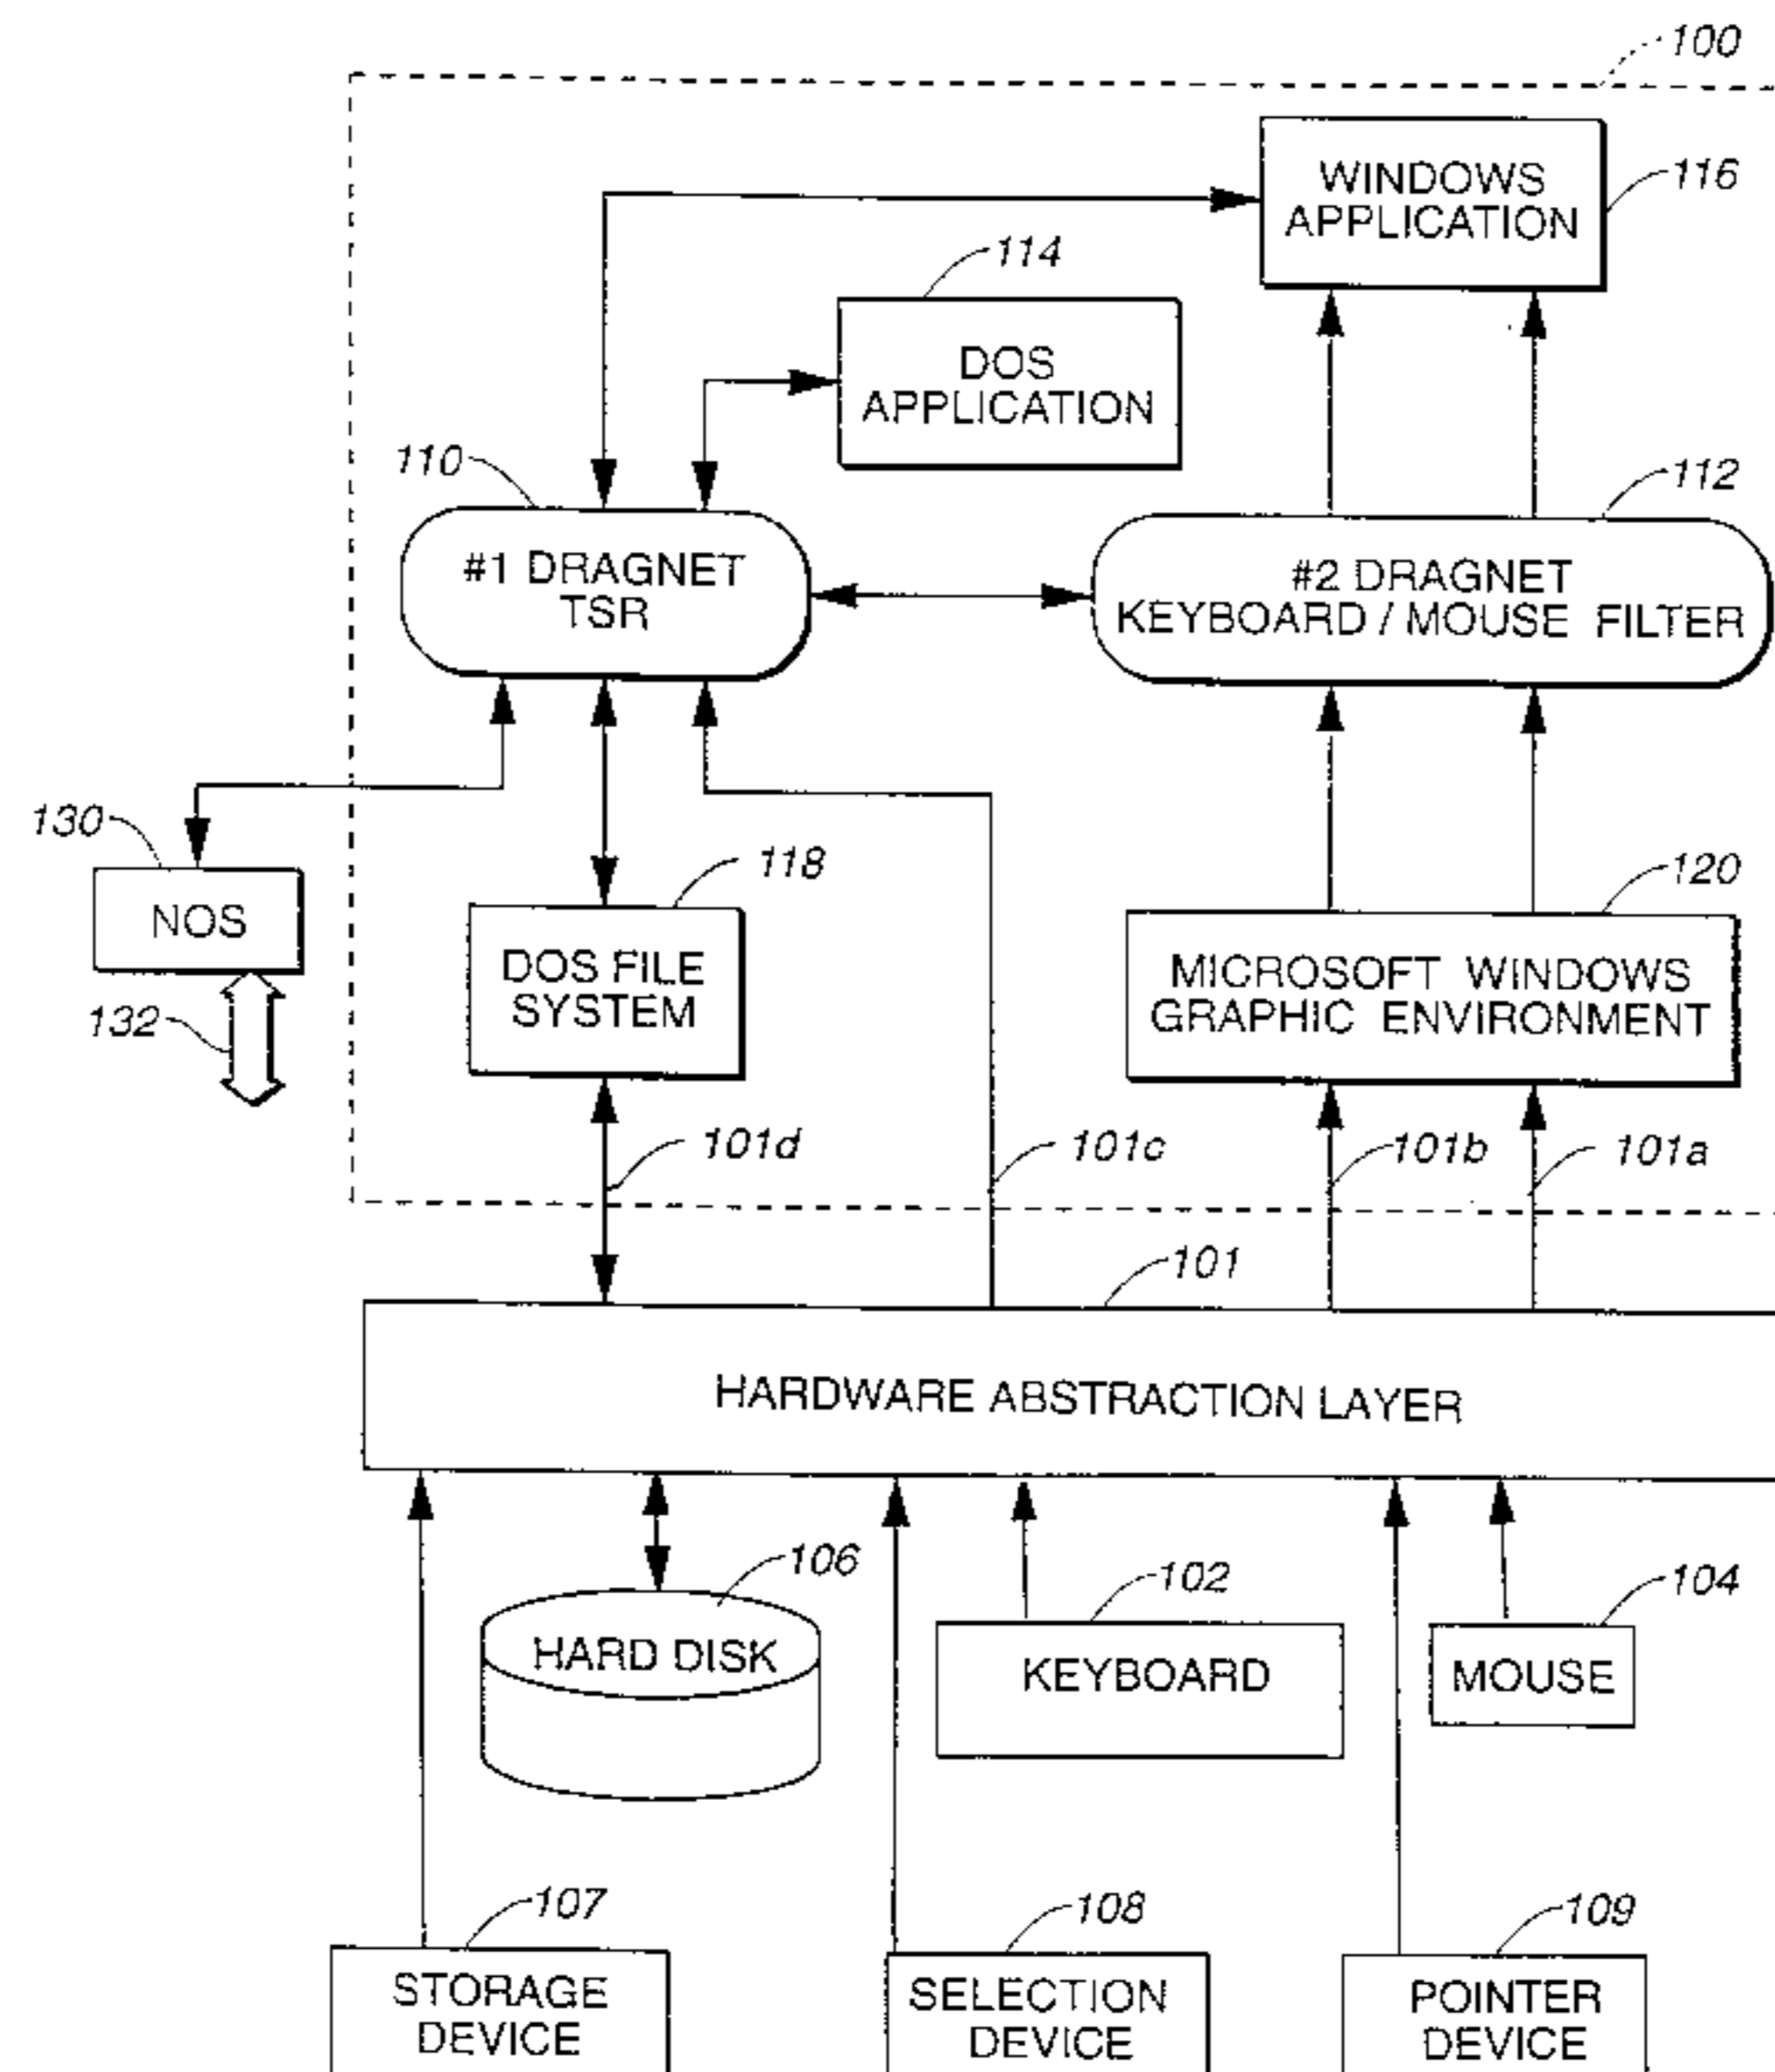 100
WINDOWS
APPLICATION
116
114
DOS
APPLICATION
110
112
#1 DRAGNET
TSR
#2 DRAGNET
KEYBOARD / MOUSE FILTER
130
NOS
118
120
DOS FILE
SYSTEM
MICROSOFT WINDOWS
GRAPHIC ENVIRONMENT
132
101d
101c
101b
101a
101
HARDWARE ABSTRACTION LAYER
106
102
104
HARD DISK
KEYBOARD
MOUSE
107
108
109
STORAGE
DEVICE
SELECTION
DEVICE
POINTER
DEVICE